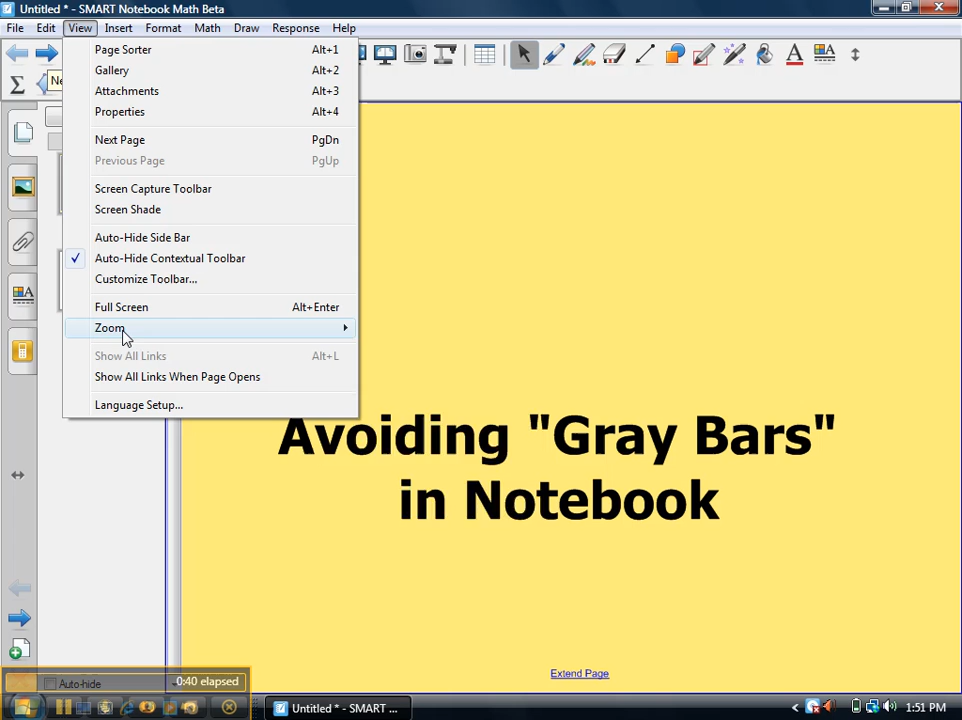 Untitled * - SMART Notebook Math Beta
File Edit View Insert Format Math Draw Response Help
Page Sorter Alt+1
Gallery Alt+2
Attachments Alt+3
Properties Alt+4
Next Page PgDn
Previous Page PgUp
Screen Capture Toolbar
Screen Shade
Auto-Hide Side Bar
Auto-Hide Contextual Toolbar
Customize Toolbar...
Full Screen Alt+Enter
Zoom
Show All Links Alt+L
Show All Links When Page Opens
Language Setup...
Avoiding "Gray Bars"
in Notebook
Extend Page
Auto-hide 0:40 elapsed
Untitled * - SMART ... 1:51 PM